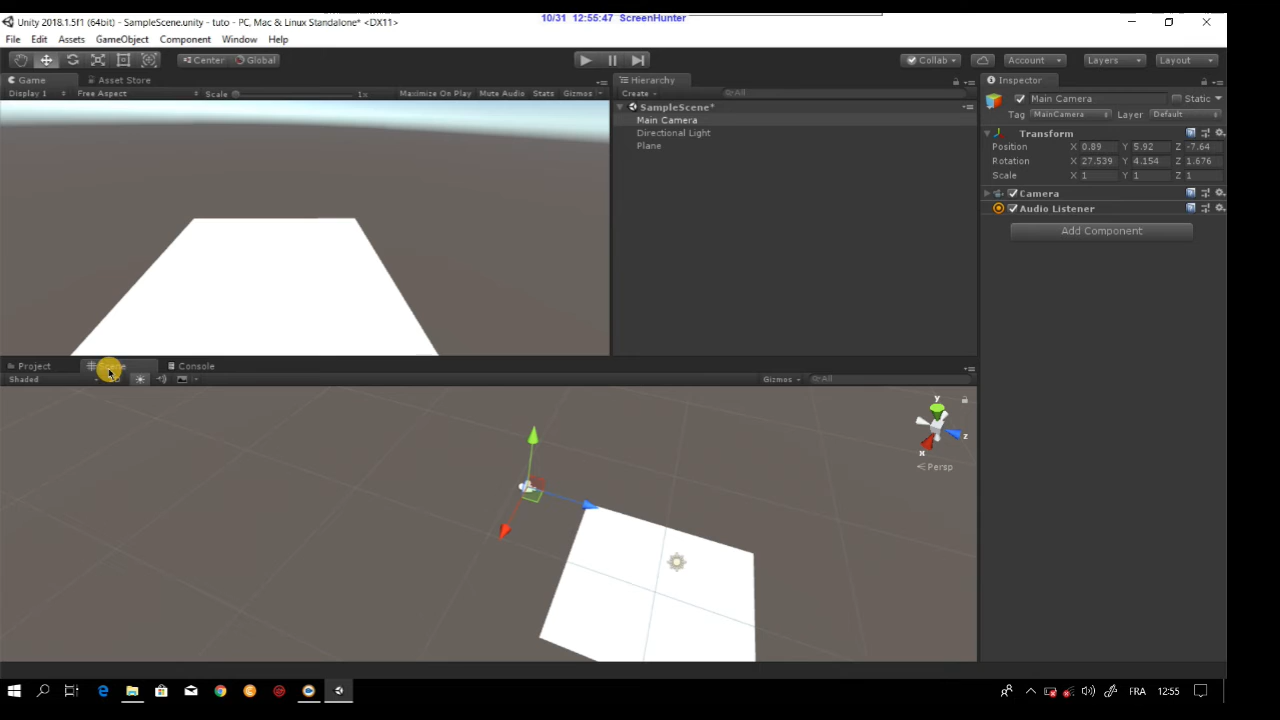 10/31 12:55:47 ScreenHunter
Unity 2018.1.5f1 (64bit) - SampleScene.unity - tuto - PC, Mac & Linux Standalone* <DX11>
File Edit Assets GameObject Component Window Help
Center Global Collab Account Layers Layout
Game Asset Store
Display 1 Free Aspect Scale 1x Maximize On Play Mute Audio Stats Gizmos
Hierarchy
Create All
SampleScene*
Main Camera
Directional Light
Plane
Inspector
Main Camera Static
Tag MainCamera Layer Default
Transform
Position X 0.89 Y 5.92 Z -7.64
Rotation X 27.539 Y 4.154 Z 1.676
Scale X 1 Y 1 Z 1
Camera
Audio Listener
Add Component
Project Scene Console
Shaded Gizmos All
y
z
x
Persp
FRA 12:55